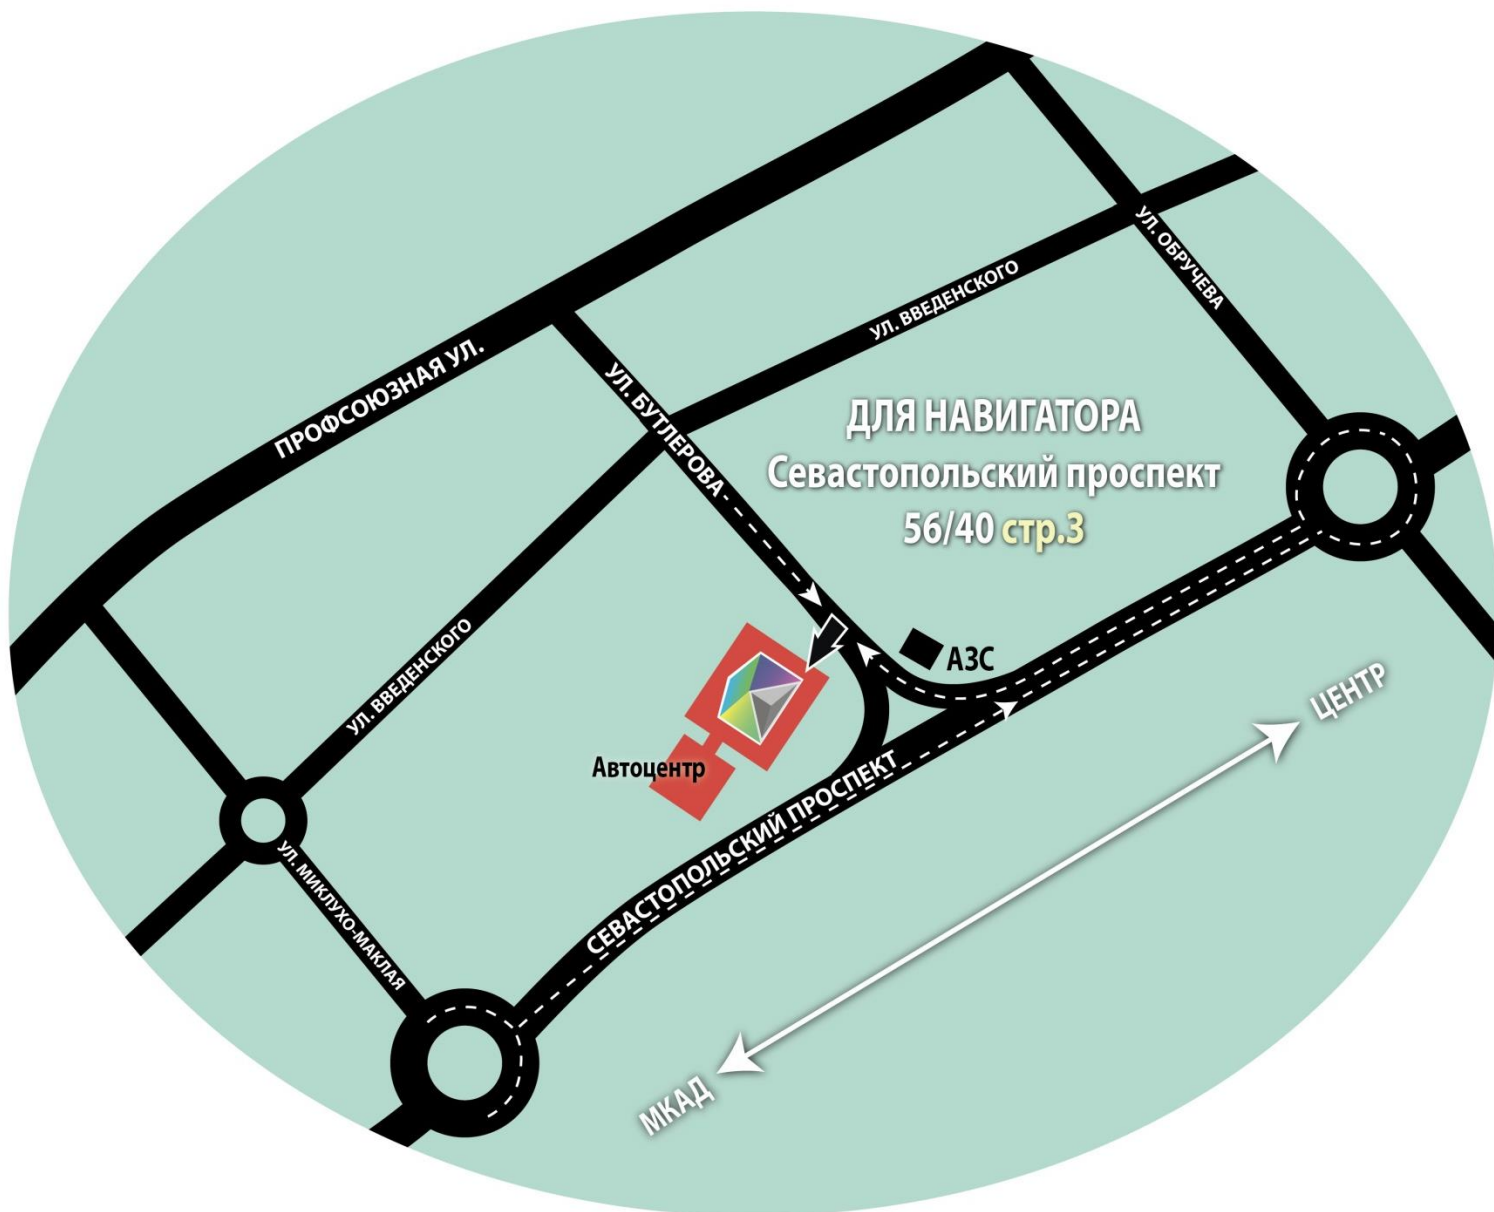 ПРОФСОЮЗНАЯ УЛ.
УЛ. ОБРУЧЕВА
УЛ. ВВЕДЕНСКОГО
УЛ. БУТЛЕРОВА
ДЛЯ НАВИГАТОРА
Севастопольский проспект
56/40 стр.3
УЛ. ВВЕДЕНСКОГО
АЗС
Автоцентр
ЦЕНТР
СЕВАСТОПОЛЬСКИЙ ПРОСПЕКТ
УЛ. МИКЛУХО-МАКЛАЯ
МКАД